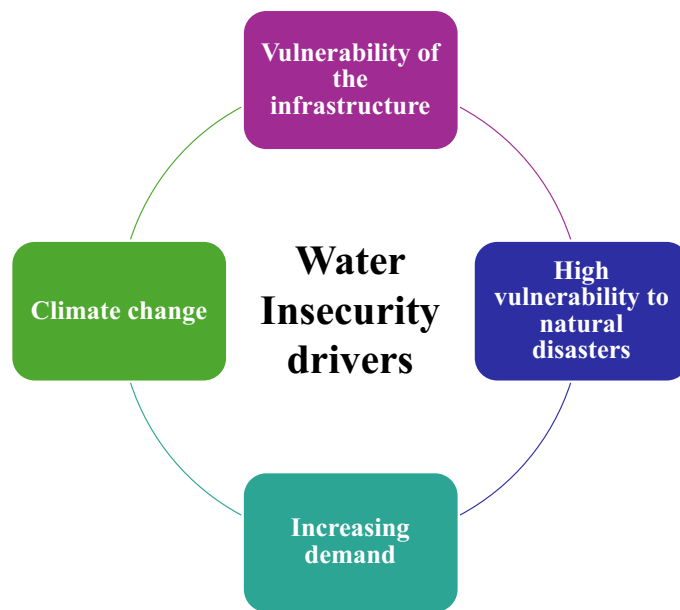 Vulnerability of
the
infrastructure
Climate change
Water
Insecurity
drivers
High
vulnerability to
natural
disasters
Increasing
demand